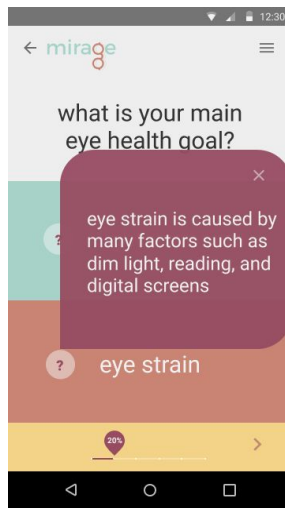 12:30
mirage
what is your main
eye health goal?
eye strain is caused by
many factors such as
dim light, reading, and
digital screens
?
?
eye strain
20%